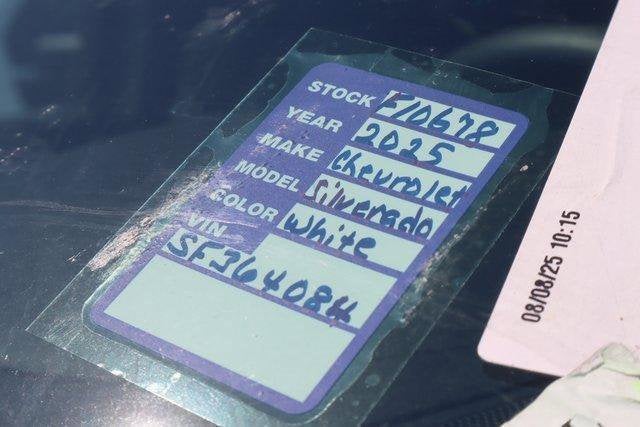 STOCK F10678
YEAR 2025
MAKE Chevrolet
MODEL Silverado
COLOR White
VIN
SF364084
08/08/25 10:15